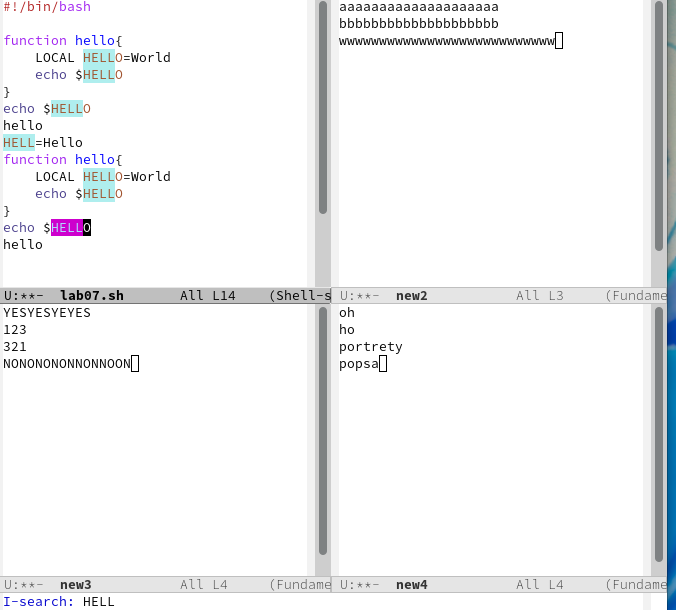 #!/bin/bash
function hello{
    LOCAL HELLO=World
    echo $HELLO
}
echo $HELLO
hello
HELL=Hello
function hello{
    LOCAL HELLO=World
    echo $HELLO
}
echo $HELLO
hello
U:**-  lab07.sh       All L14    (Shell-s
aaaaaaaaaaaaaaaaaaaa
bbbbbbbbbbbbbbbbbbbb
wwwwwwwwwwwwwwwwwwwwwwwwwww
U:**-  new2           All L3     (Fundame
YESYESYEYES
123
321
NONONONONNONNOON
U:**-  new3           All L4     (Fundame
oh
ho
portrety
popsa
U:**-  new4           All L4     (Fundame
I-search: HELL